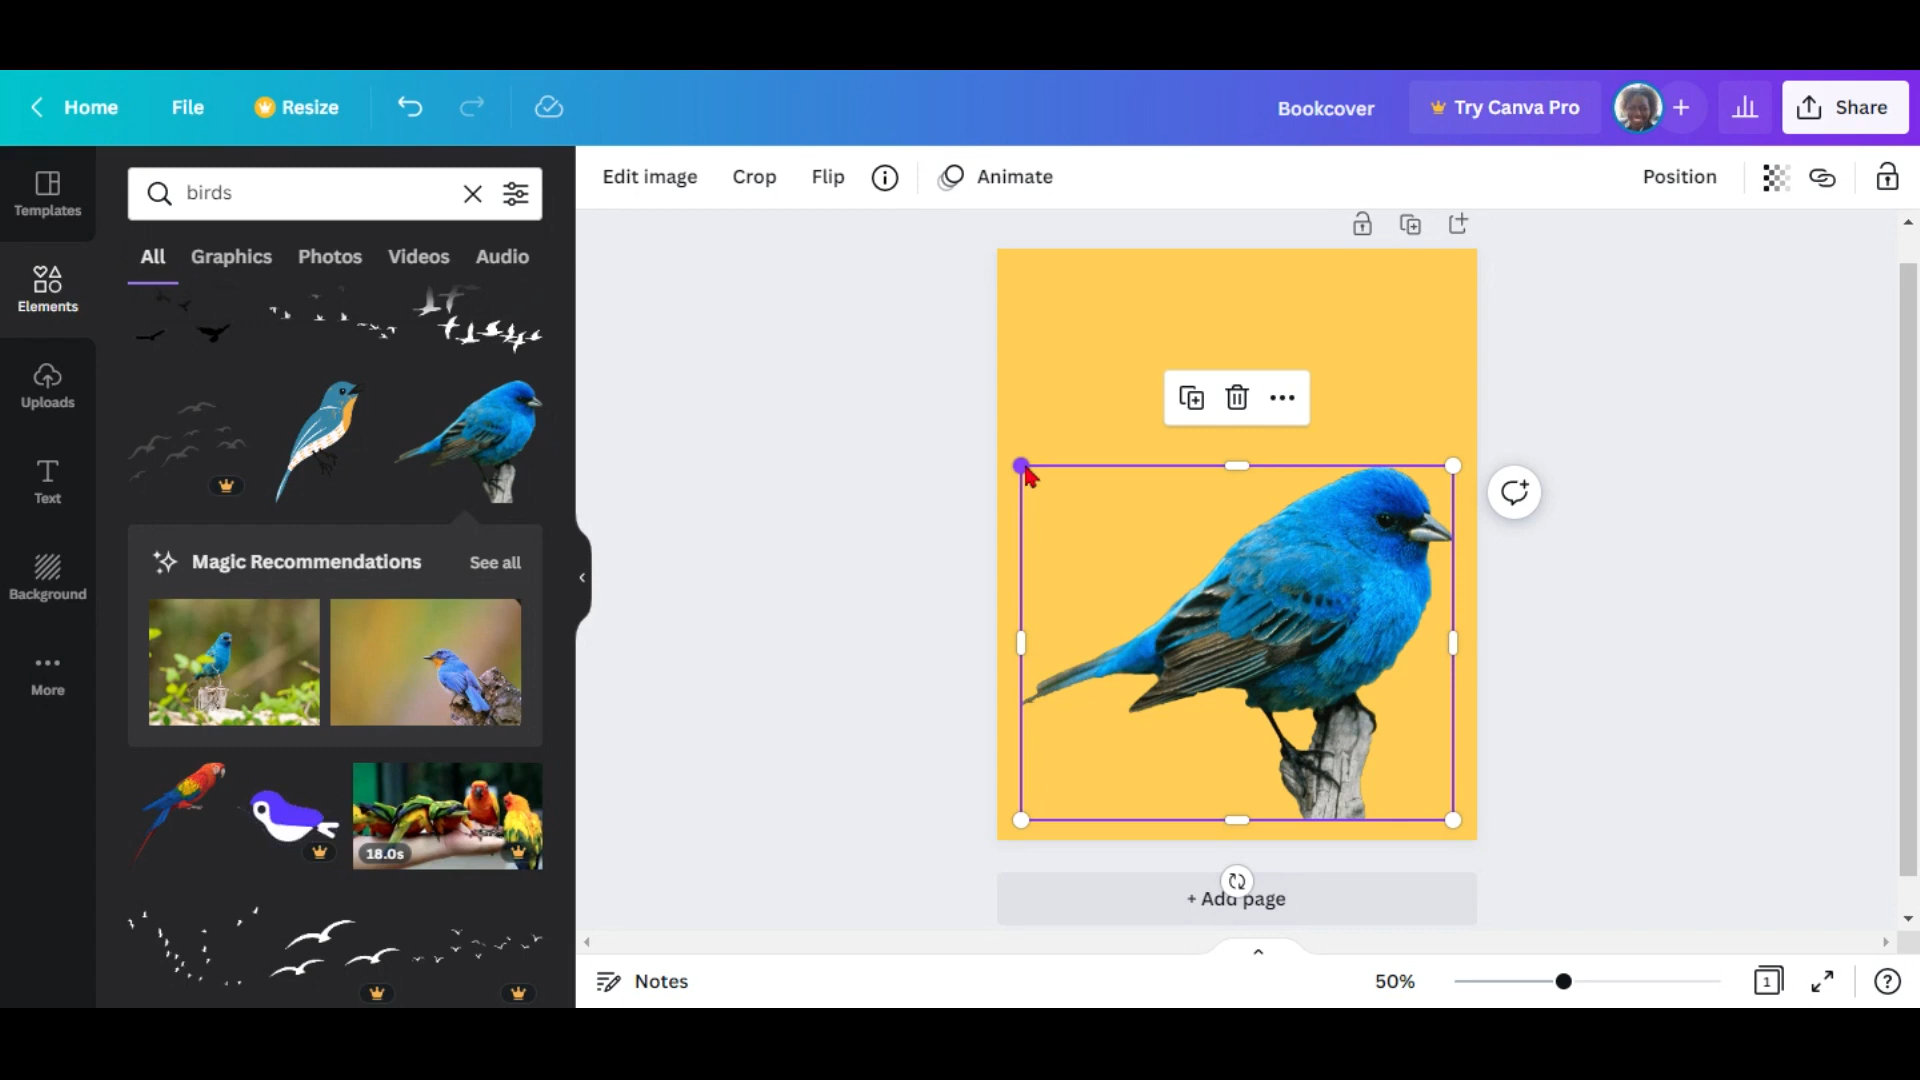 Home
File
Resize
Bookcover
Try Canva Pro
Share
Templates
Elements
Uploads
Text
Background
More
birds
All
Graphics
Photos
Videos
Audio
Magic Recommendations
See all
18.0s
Edit image
Crop
Flip
Animate
Position
+ Add page
Notes
50%
1